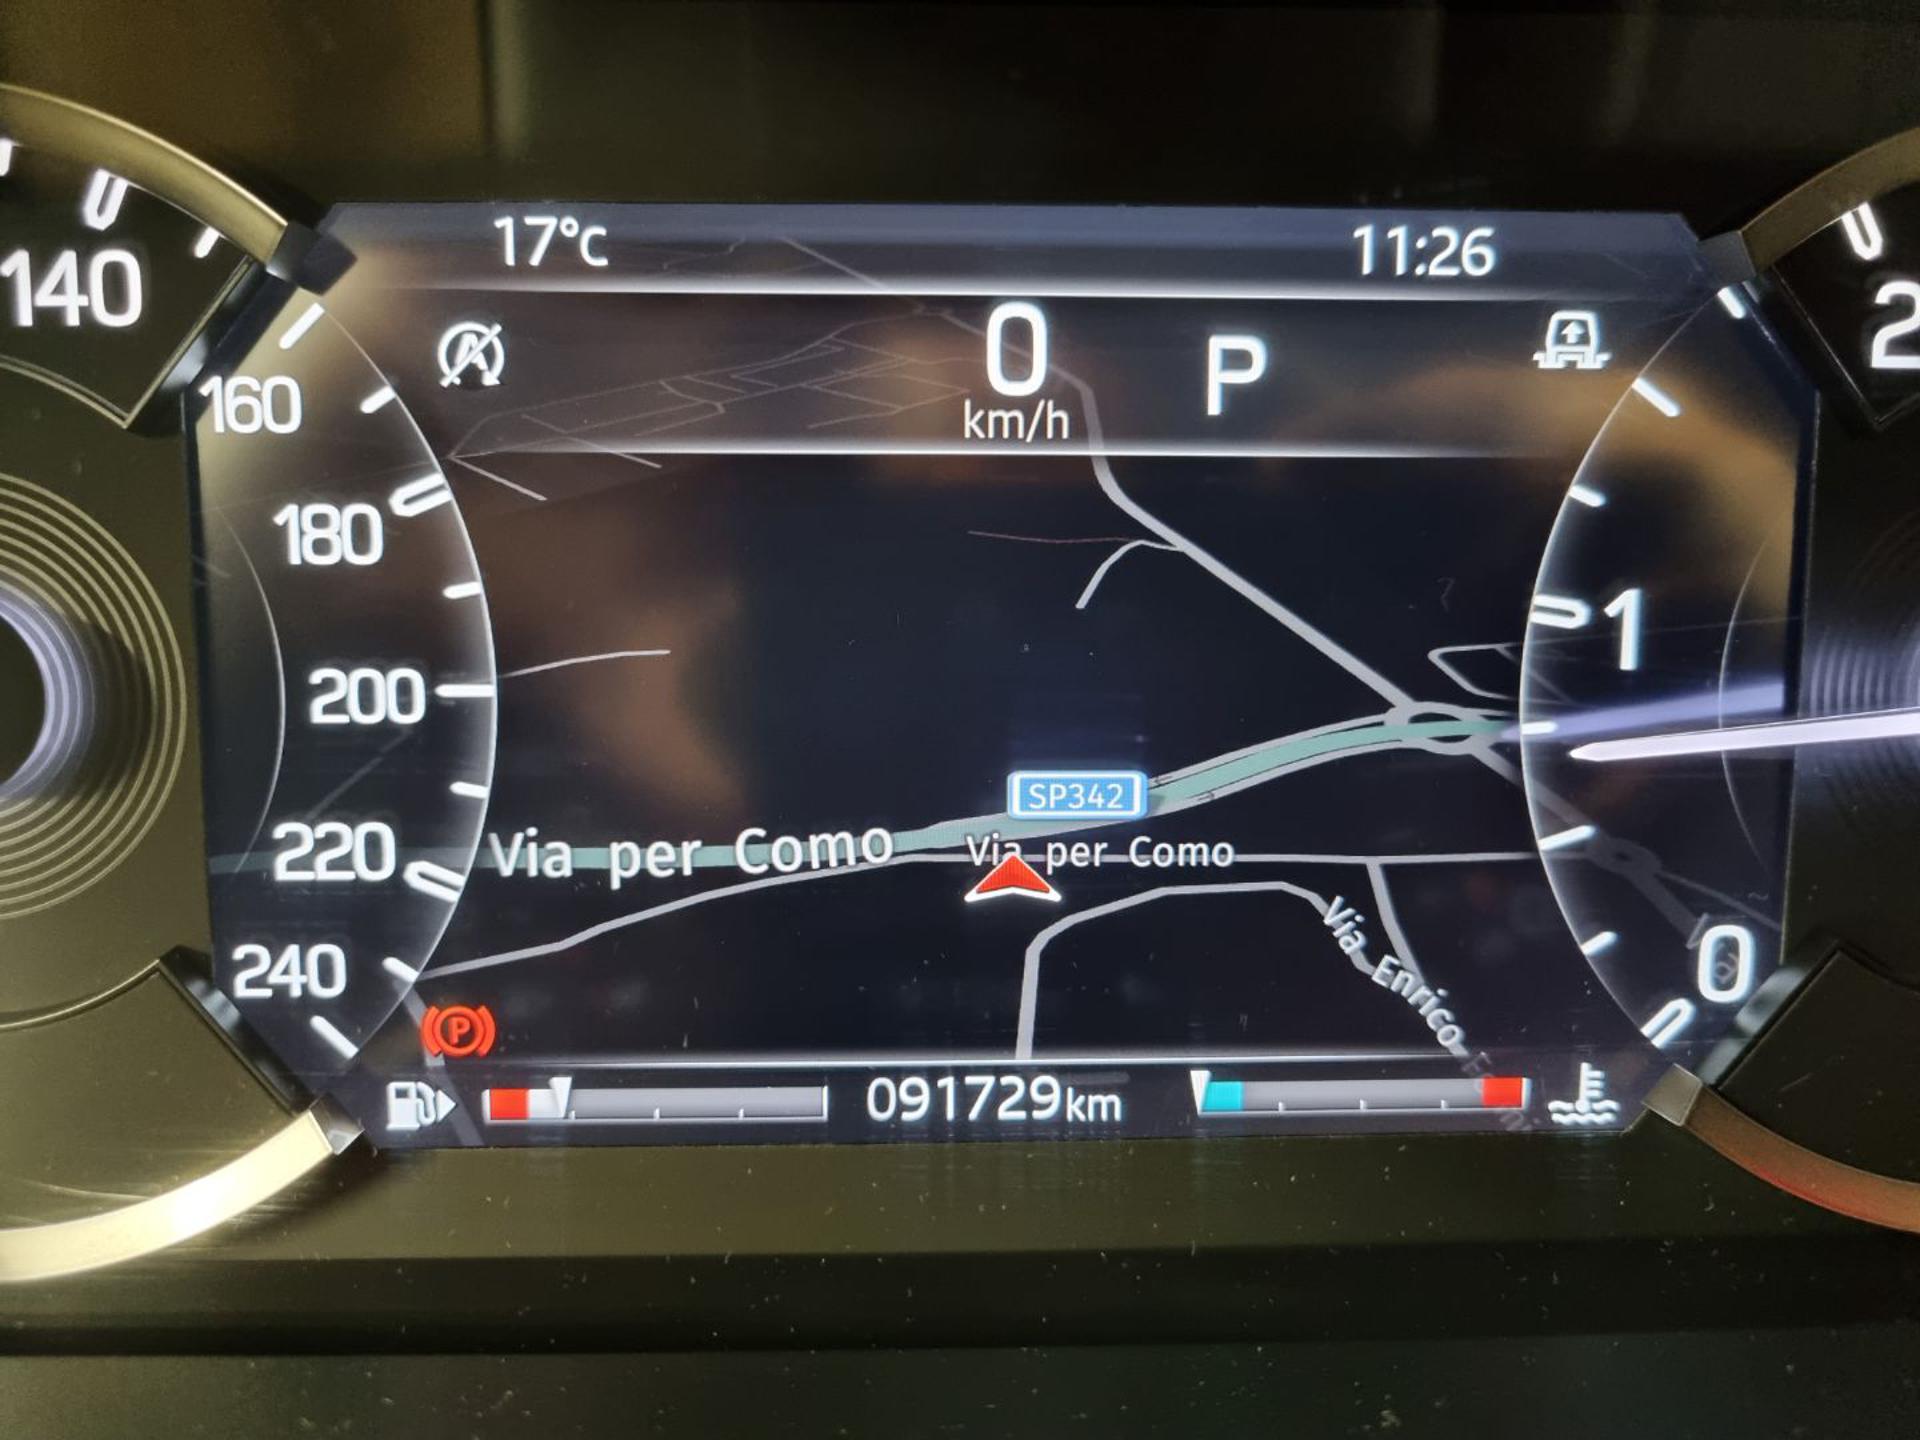 17°C
11:26
140
2
0
km/h
P
160
180
200
220
240
1
0
SP342
Via per Como
Via per Como
Via Enrico
P
091729km